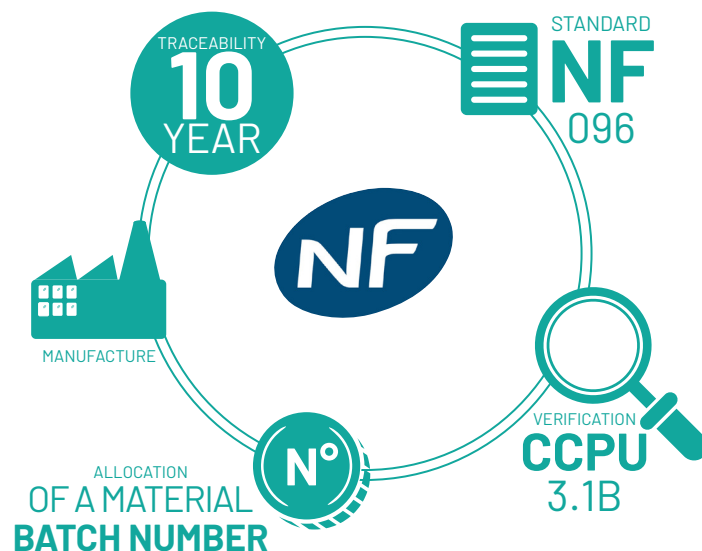 TRACEABILITY
10
YEAR
STANDARD
NF
096
NF
MANUFACTURE
VERIFICATION
CCPU
3.1B
N°
ALLOCATION
OF A MATERIAL
BATCH NUMBER